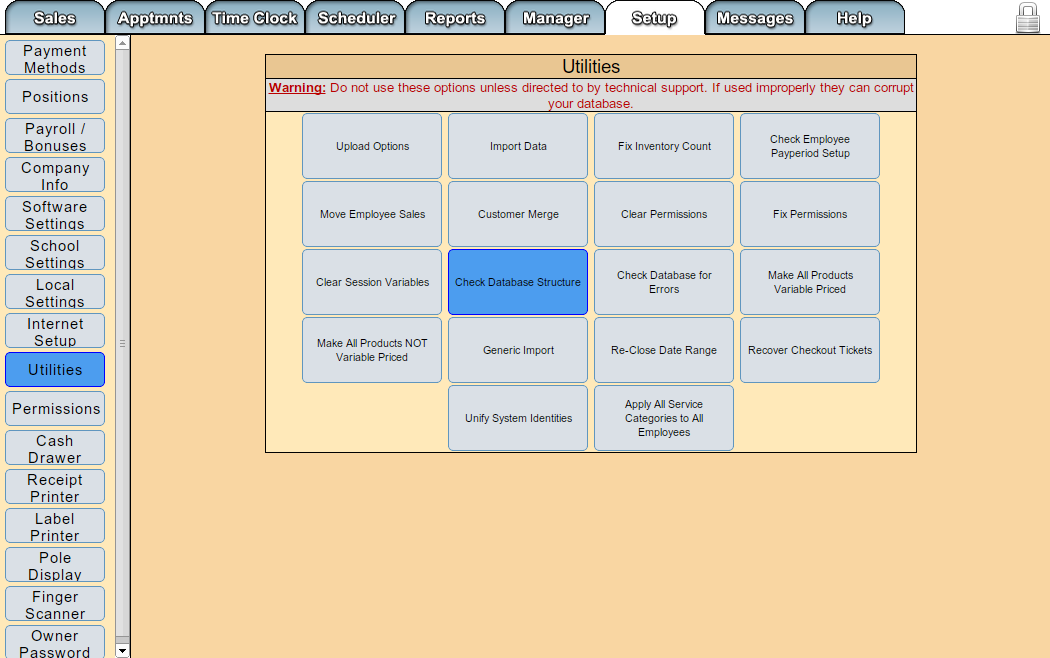 Sales Apptmnts Time Clock Scheduler Reports Manager Setup Messages Help
Payment
Methods
Positions
Payroll /
Bonuses
Company
Info
Software
Settings
School
Settings
Local
Settings
Internet
Setup
Utilities
Permissions
Cash
Drawer
Receipt
Printer
Label
Printer
Pole
Display
Finger
Scanner
Owner
Password
Utilities
Warning: Do not use these options unless directed to by technical support. If used improperly they can corrupt
your database.
Upload Options
Import Data
Fix Inventory Count
Check Employee
Payperiod Setup
Move Employee Sales
Customer Merge
Clear Permissions
Fix Permissions
Clear Session Variables
Check Database Structure
Check Database for
Errors
Make All Products
Variable Priced
Make All Products NOT
Variable Priced
Generic Import
Re-Close Date Range
Recover Checkout Tickets
Unify System Identities
Apply All Service
Categories to All
Employees